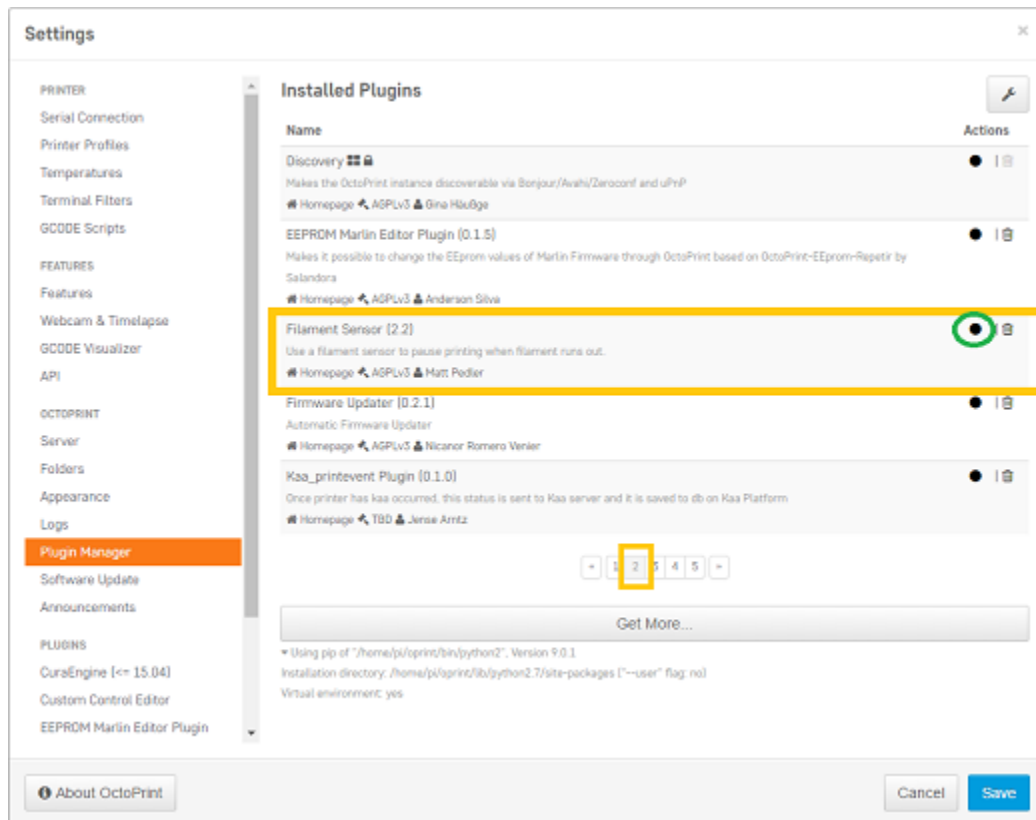 Settings
×
PRINTER
Serial Connection
Printer Profiles
Temperatures
Terminal Filters
GCODE Scripts
FEATURES
Features
Webcam & Timelapse
GCODE Visualizer
API
OCTOPRINT
Server
Folders
Appearance
Logs
Plugin Manager
Software Update
Announcements
PLUGINS
CuraEngine (<= 15.04)
Custom Control Editor
EEPROM Marlin Editor Plugin
Installed Plugins
Name Actions
Discovery
Makes the OctoPrint instance discoverable via Bonjour/Avahi/Zeroconf and uPnP
Homepage AGPLv3 Gina Häußge
EEPROM Marlin Editor Plugin (0.1.5)
Makes it possible to change the EEprom values of Marlin Firmware through OctoPrint based on OctoPrint-EEprom-Repetir by
Salandora
Homepage AGPLv3 Anderson Silva
Filament Sensor (2.2)
Use a filament sensor to pause printing when filament runs out.
Homepage AGPLv3 Matt Pedler
Firmware Updater (0.2.1)
Automatic Firmware Updater
Homepage AGPLv3 Nicanor Romero Venier
Kaa_printevent Plugin (0.1.0)
Once printer has kaa occurred, this status is sent to Kaa server and it is saved to db on Kaa Platform
Homepage TBD Jense Arntz
« 1 2 3 4 5 »
Get More...
Using pip of "/home/pi/oprint/bin/python2", Version 9.0.1
Installation directory: /home/pi/oprint/lib/python2.7/site-packages ("--user" flag: no)
Virtual environment: yes
About OctoPrint
Cancel Save